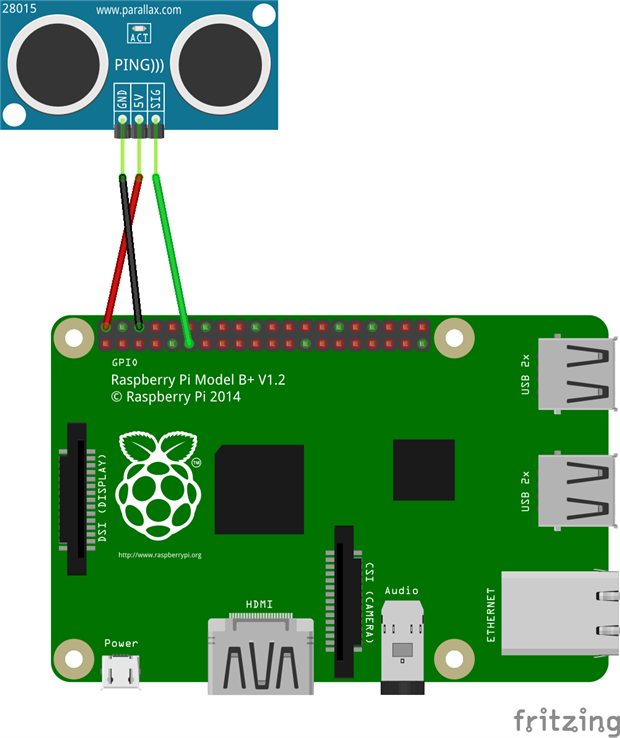 28015
www.parallax.com
ACT
PING)))
GND
5V
SIG
GPIO
Raspberry Pi Model B+ V1.2
© Raspberry Pi 2014
USB 2x
DSI (DISPLAY)
TM
USB 2x
http://www.raspberrypi.org
CSI (CAMERA)
Audio
ETHERNET
HDMI
Power
fritzing